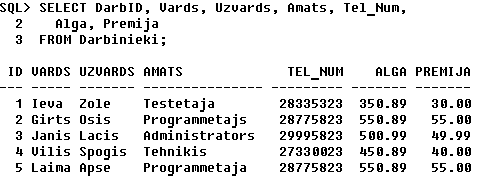 SQL> SELECT DarbID, Vards, Uzvards, Amats, Tel_Num,
2 Alga, Premija
3 FROM Darbinieki;
ID VARDS UZVARDS AMATS TEL_NUM ALGA PREMIJA
--- ----- ------- -------------- ---------- ------- -------
1 Ieva Zole Testetaja 28335323 350.89 30.00
2 Girts Osis Programmetajs 28775823 550.89 55.00
3 Janis Lacis Administrators 29995823 500.99 49.99
4 Vilis Spogis Tehnikis 27330023 450.89 40.00
5 Laima Apse Programmetaja 28775823 550.89 55.00